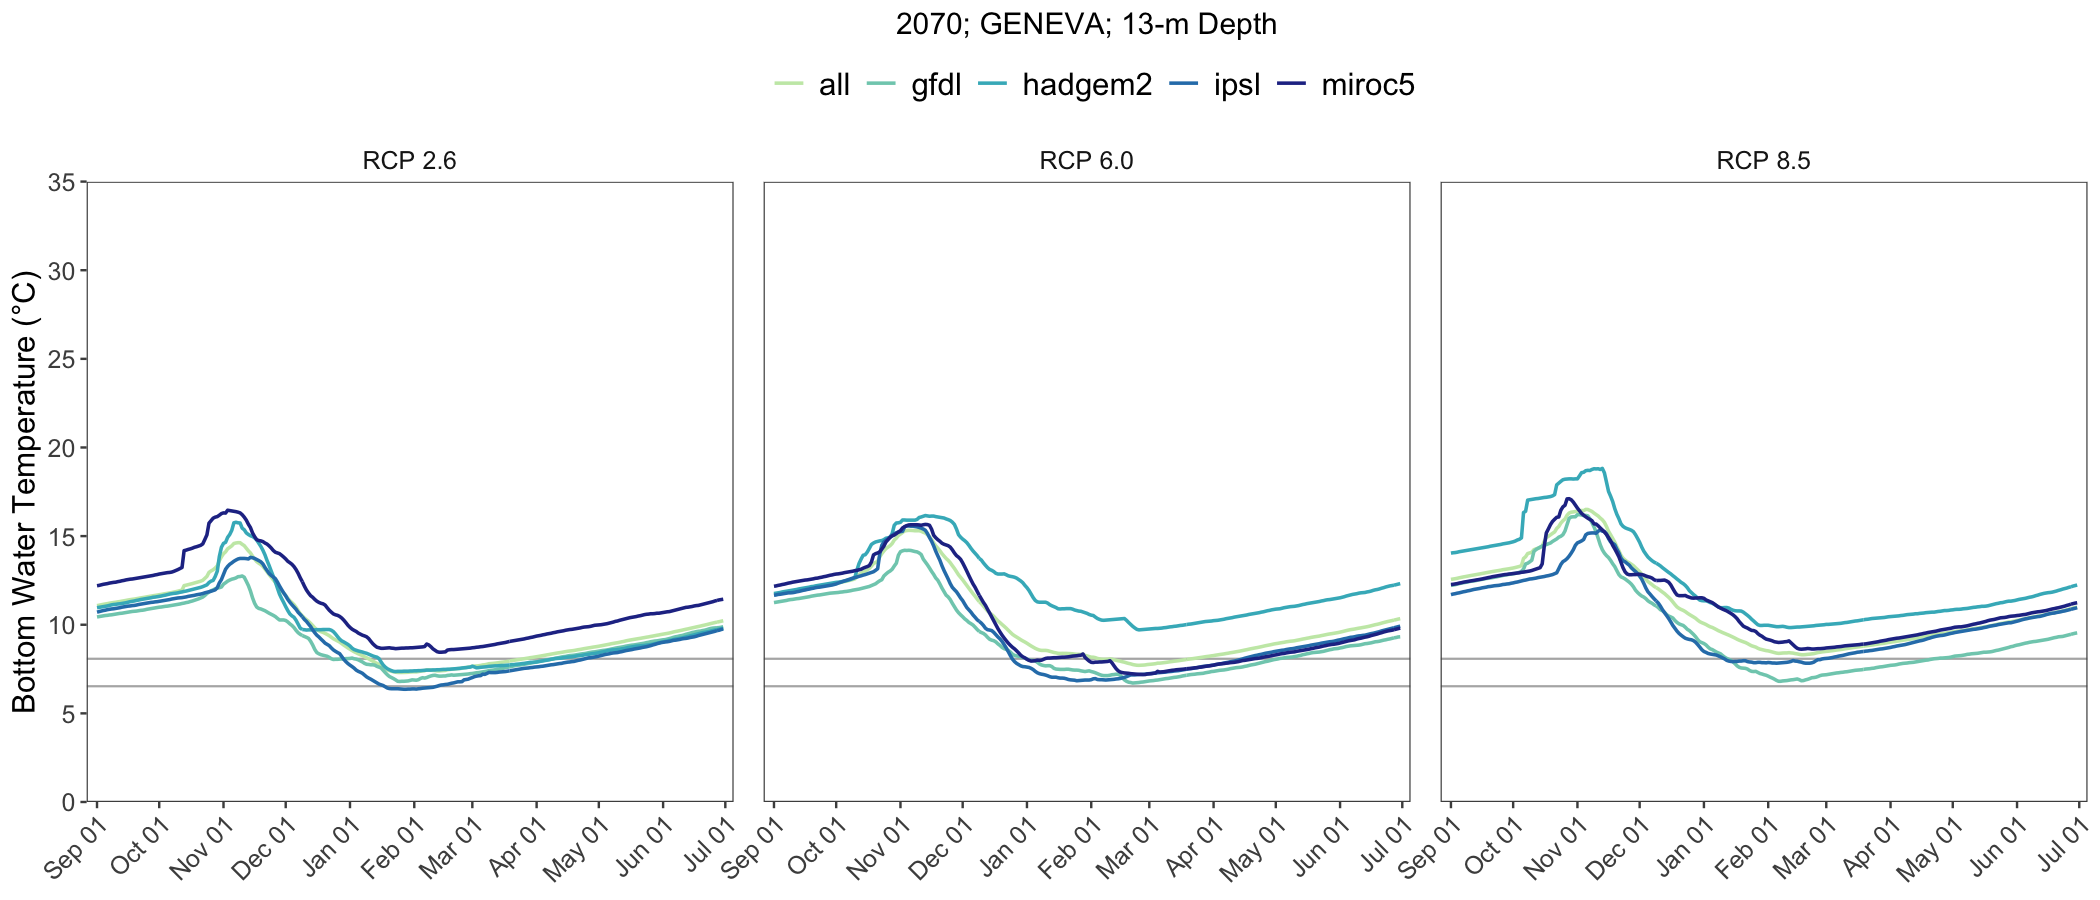 2070; GENEVA; 13-m Depth
all gfdl hadgem2 ipsl miroc5
RCP 2.6 RCP 6.0 RCP 8.5
Bottom Water Temperature (°C)
35
30
25
20
15
10
5
0
Sep 01 Oct 01 Nov 01 Dec 01 Jan 01 Feb 01 Mar 01 Apr 01 May 01 Jun 01 Jul 01
Sep 01 Oct 01 Nov 01 Dec 01 Jan 01 Feb 01 Mar 01 Apr 01 May 01 Jun 01 Jul 01
Sep 01 Oct 01 Nov 01 Dec 01 Jan 01 Feb 01 Mar 01 Apr 01 May 01 Jun 01 Jul 01